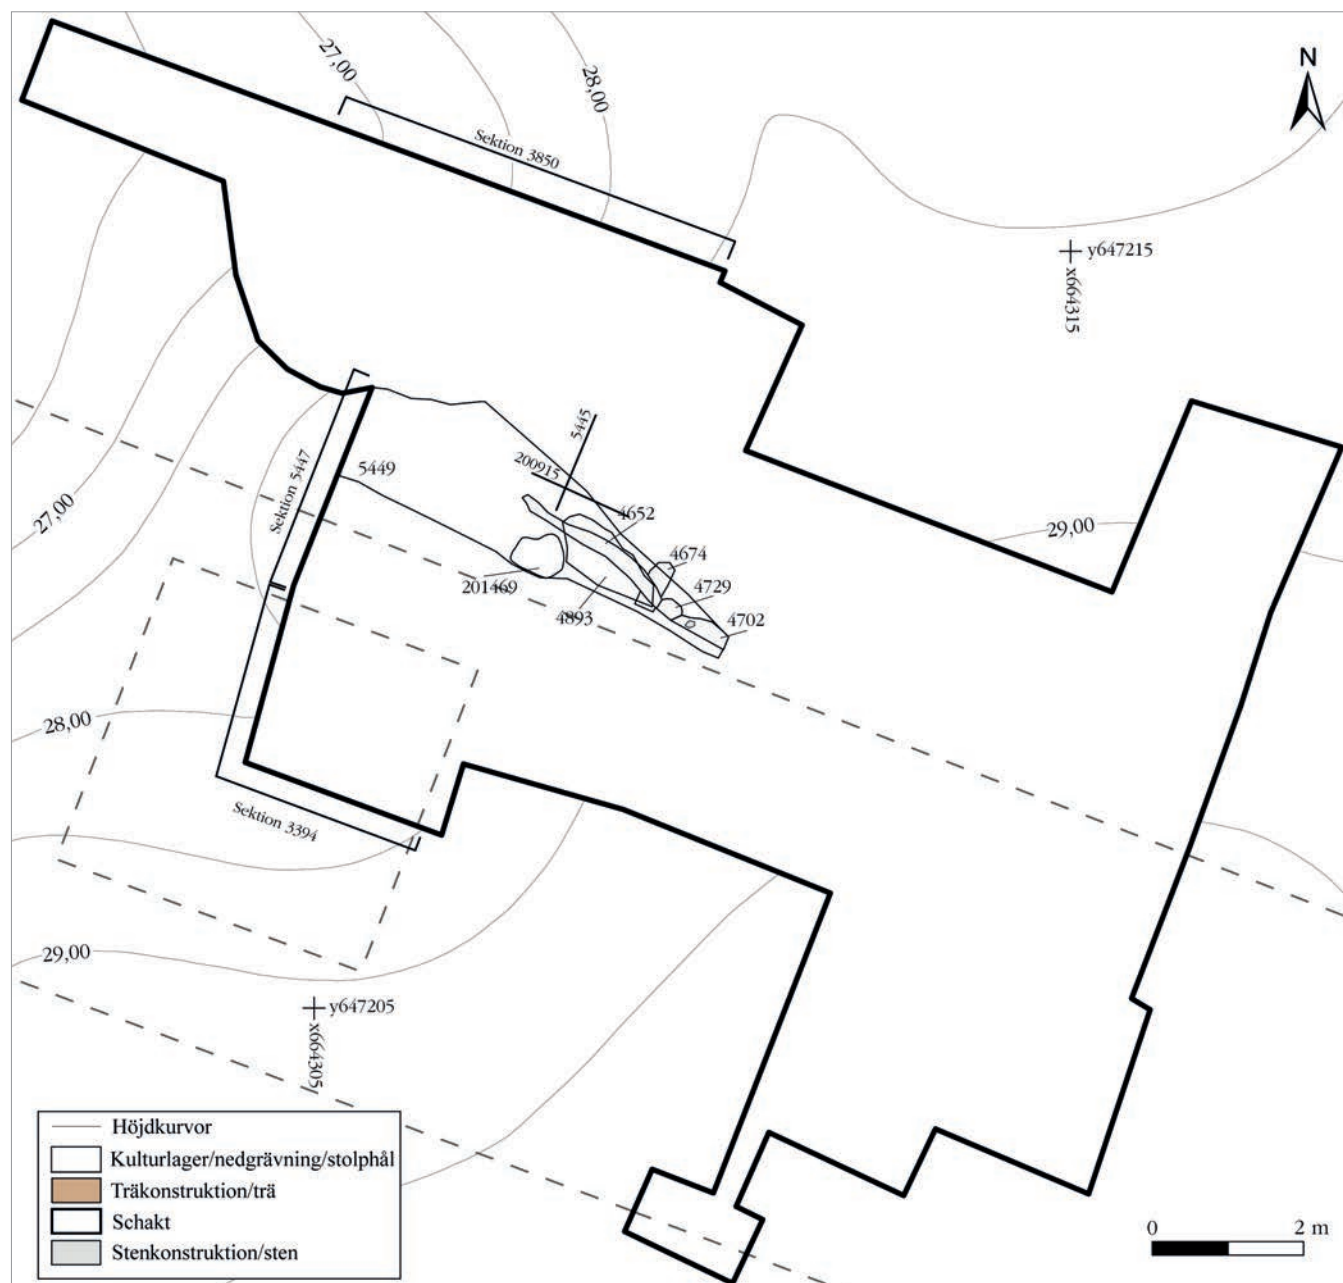 27,00
28,00
N
Sektion 3850
y647215
x664315
5445
200915
5449
Sektion 5447
4652
29,00
27,00
4674
201469
4729
4893
4702
28,00
Sektion 3394
29,00
y647205
x664305
Höjdkurvor
Kulturlager/nedgrävning/stolphål
Träkonstruktion/trä
Schakt
Stenkonstruktion/sten
0 2 m